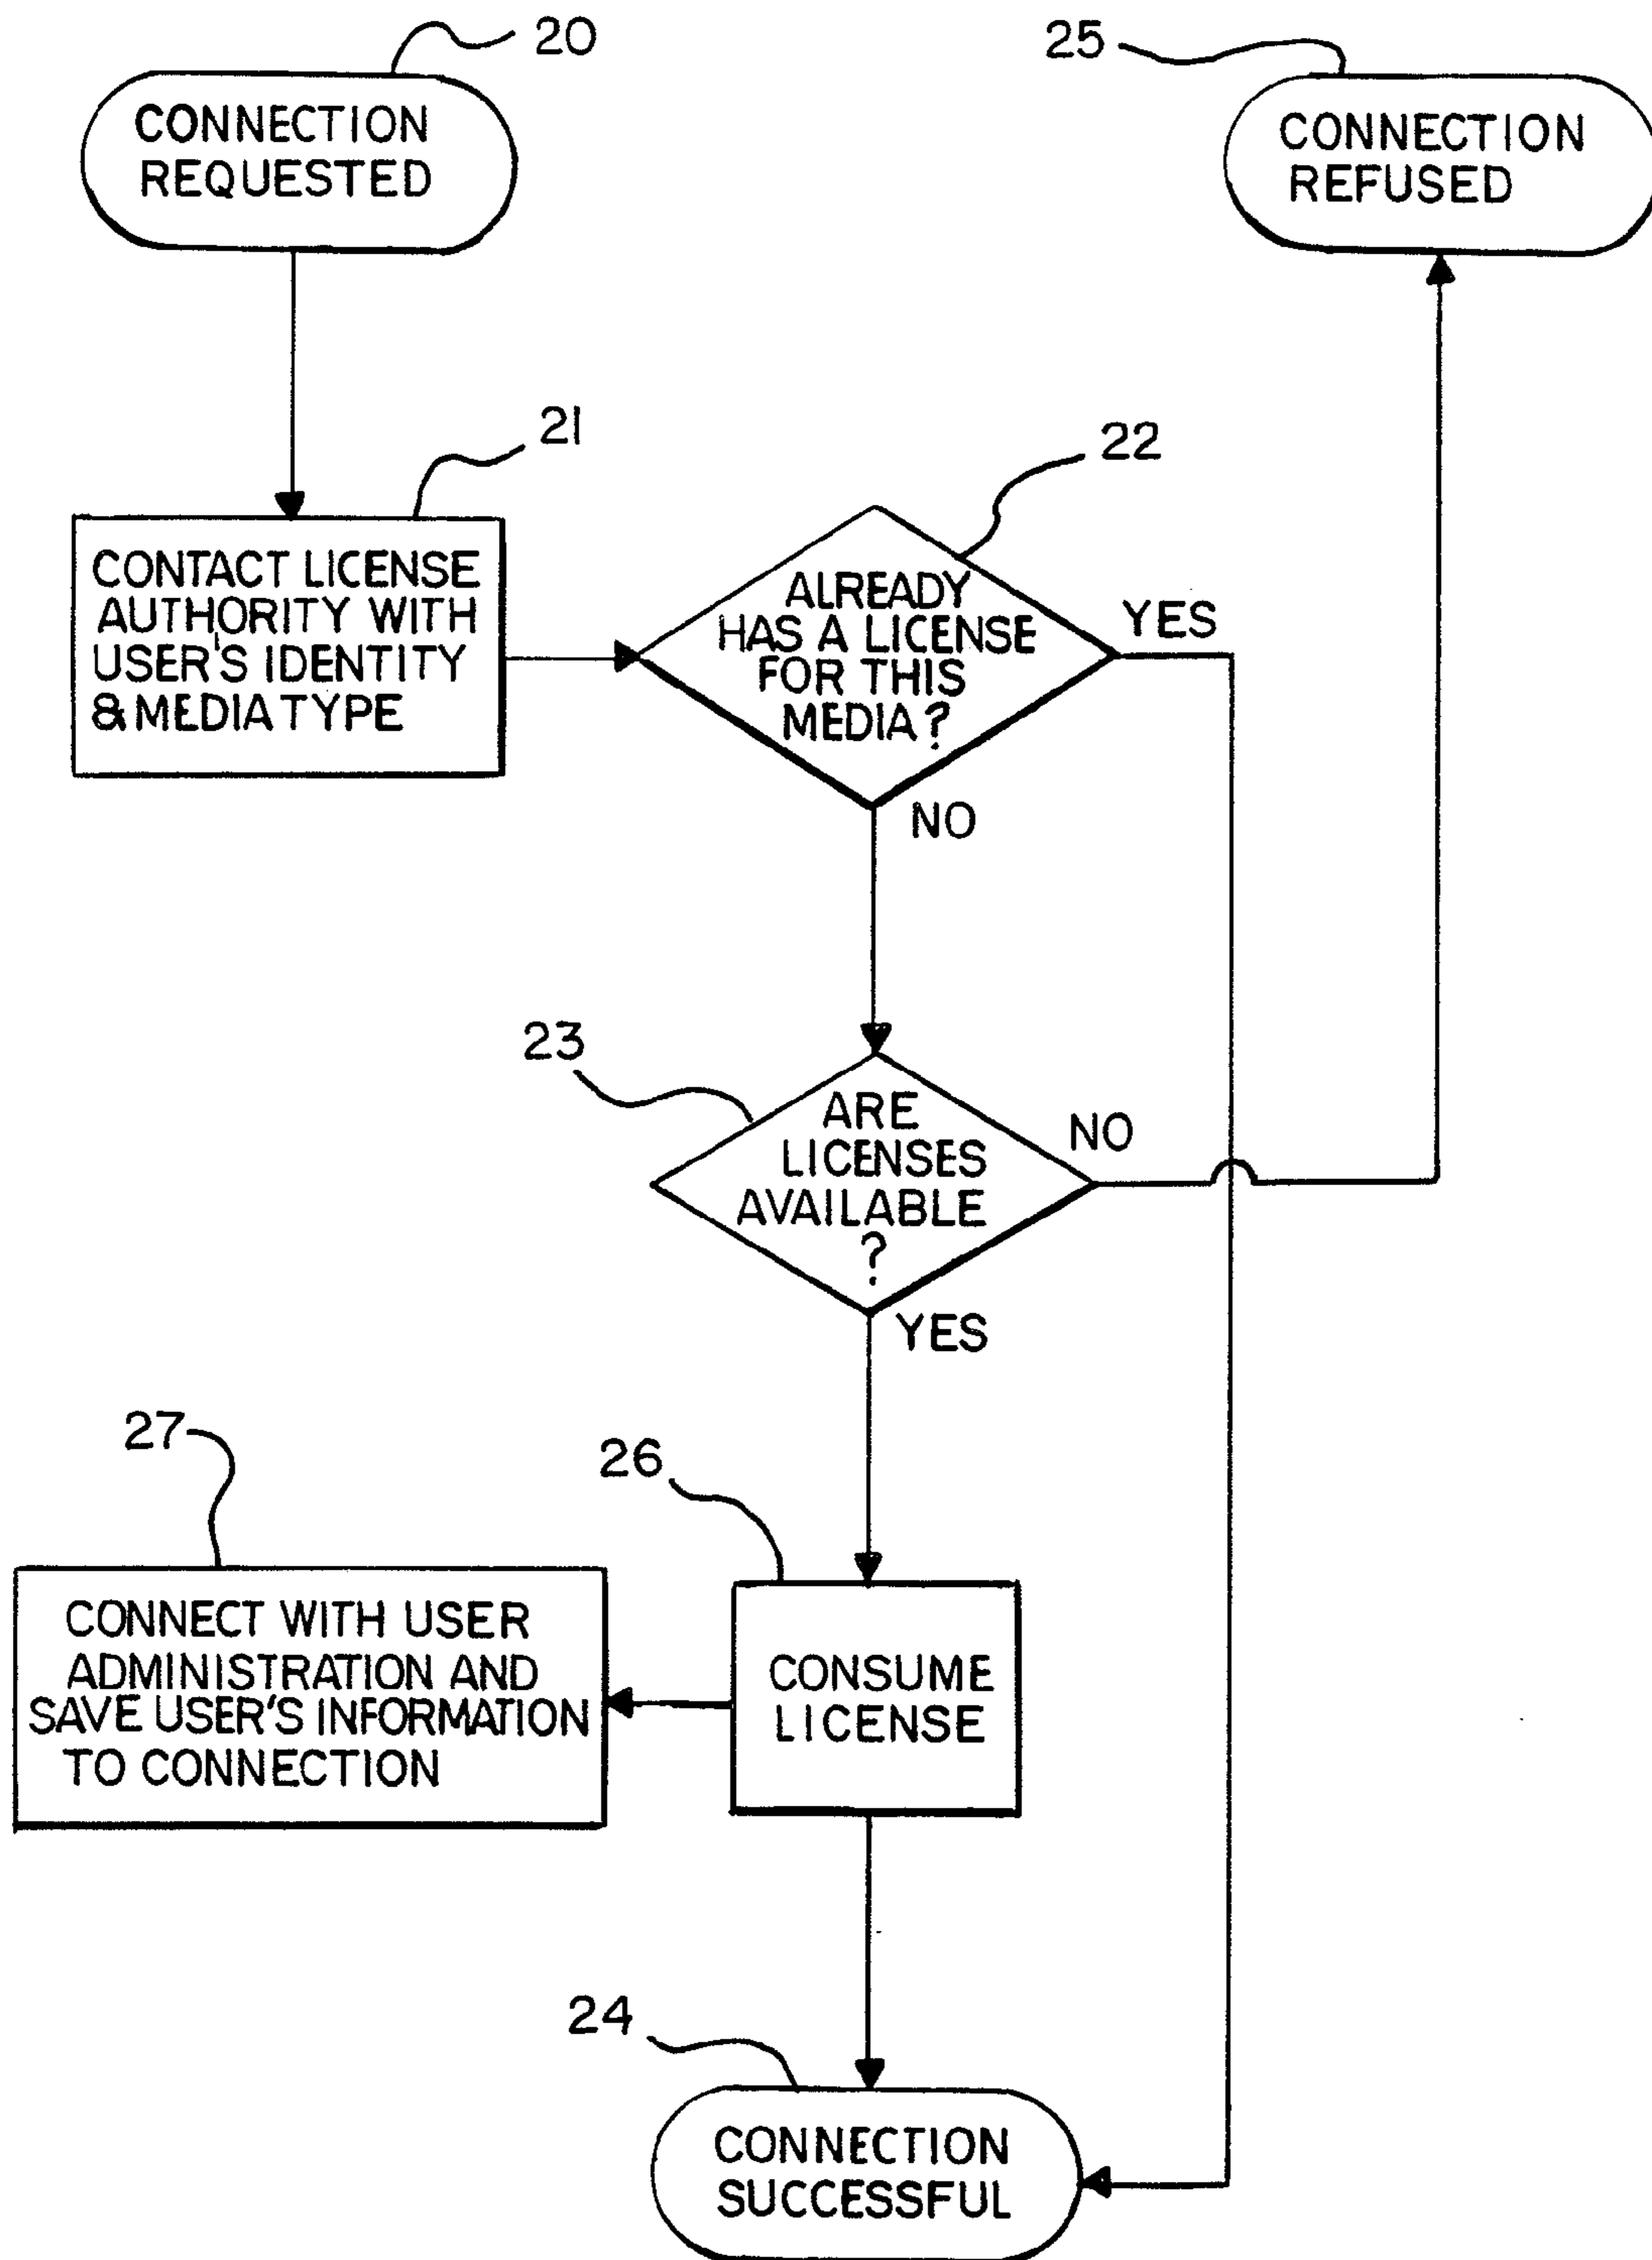 20
CONNECTION
REQUESTED
25
CONNECTION
REFUSED
21
CONTACT LICENSE
AUTHORITY WITH
USER'S IDENTITY
& MEDIA TYPE
22
ALREADY
HAS A LICENSE
FOR THIS
MEDIA?
YES
NO
23
ARE
LICENSES
AVAILABLE
?
NO
YES
27
CONNECT WITH USER
ADMINISTRATION AND
SAVE USER'S INFORMATION
TO CONNECTION
26
CONSUME
LICENSE
24
CONNECTION
SUCCESSFUL